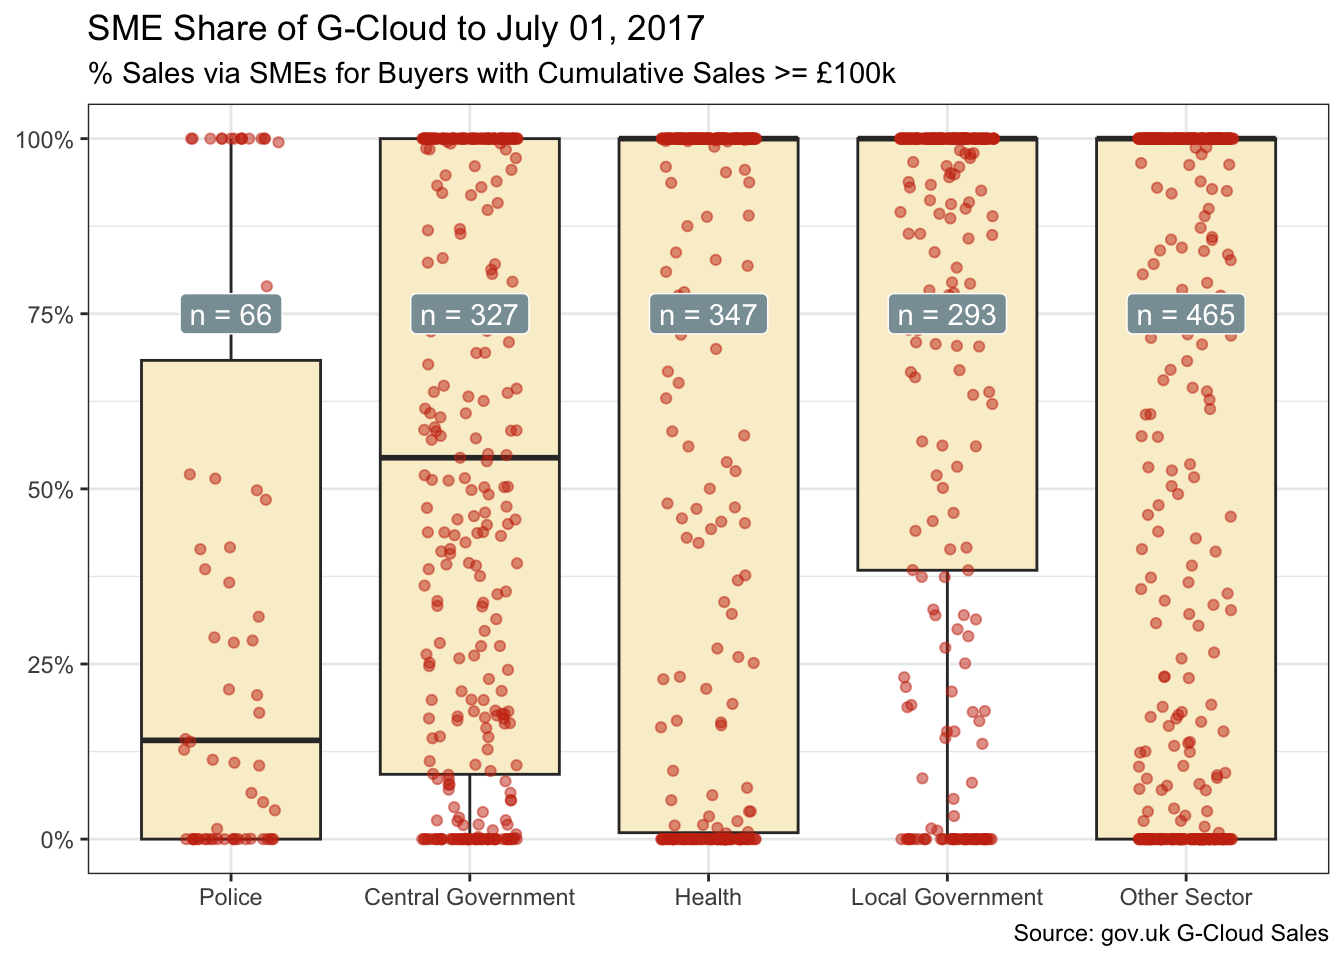 SME Share of G-Cloud to July 01, 2017
% Sales via SMEs for Buyers with Cumulative Sales >= £100k
100%
75%
50%
25%
0%
n = 66
n = 327
n = 347
n = 293
n = 465
Police
Central Government
Health
Local Government
Other Sector
Source: gov.uk G-Cloud Sales